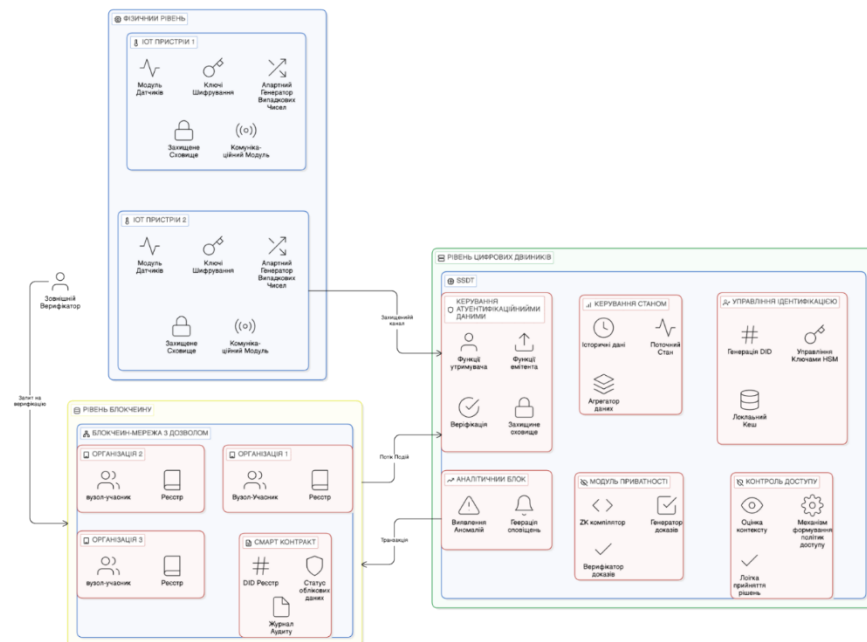 ФІЗИЧНИЙ РІВЕНЬ
ІОТ ПРИСТРІЙ 1
Модуль
Датчиків
Ключі
Шифрування
Апартний
Генератор
Випадкових
Чисел
Захищене
Сховище
Комуніка-
ційний Модуль
ІОТ ПРИСТРІЙ 2
Модуль
Датчиків
Ключі
Шифрування
Апартний
Генератор
Випадкових
Чисел
Захищене
Сховище
Комуніка-
ційний Модуль
Зовнішній
Верифікатор
Запит на
верифікацію
Захищений
канал
РІВЕНЬ БЛОКЧЕЙНУ
БЛОКЧЕЙН-МЕРЕЖА З ДОЗВОЛОМ
ОРГАНІЗАЦІЯ 2
вузол-учасник
Реєстр
ОРГАНІЗАЦІЯ 1
Вузол-Учасник
Реєстр
ОРГАНІЗАЦІЯ 3
вузол-учасник
Реєстр
СМАРТ КОНТРАКТ
DID Реєстр
Статус
облікових
даних
Журнал
Аудиту
Потік Подій
Транзакція
РІВЕНЬ ЦИФРОВИХ ДВІЙНИКІВ
SSDT
КЕРУВАННЯ
АТУЕНТИФІКАЦІЙНИЙМИ
ДАНИМИ
Функції
утримувача
Функції
емітента
Веріфікація
Захищене
сховище
КЕРУВАННЯ СТАНОМ
Історичні дані
Поточний
Стан
Агрегатор
даних
УПРАВЛІННЯ ІДЕНТИФІКАЦІЄЮ
Генерація DID
Управління
Ключами HSM
Локлаьний
Кеш
АНАЛІТИЧНИЙ БЛОК
Виявлення
Аномалій
Геерація
оповіщень
МОДУЛЬ ПРИВАТНОСТІ
ZK компілятор
Генератор
доказів
Верифікатор
доказів
КОНТРОЛЬ ДОСТУПУ
Оцінка
контексту
Механізм
формування
політик
доступу
Логіка
прийняття
рішень